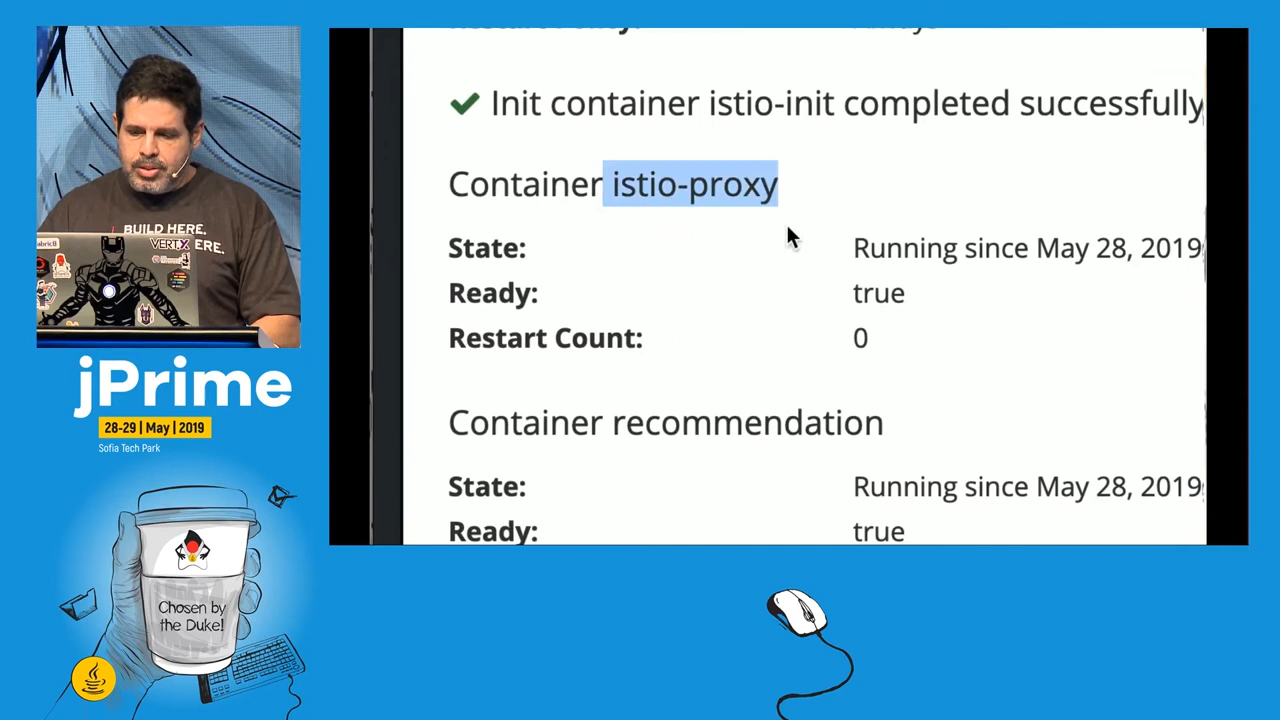 Init container istio-init completed successfully
Container istio-proxy
State: Running since May 28, 2019
Ready: true
Restart Count: 0
Container recommendation
State: Running since May 28, 2019
Ready: true
BUILD HERE.
ERE.
VERT.X
jPrime
28-29 | May | 2019
Sofia Tech Park
Chosen by
the Duke!